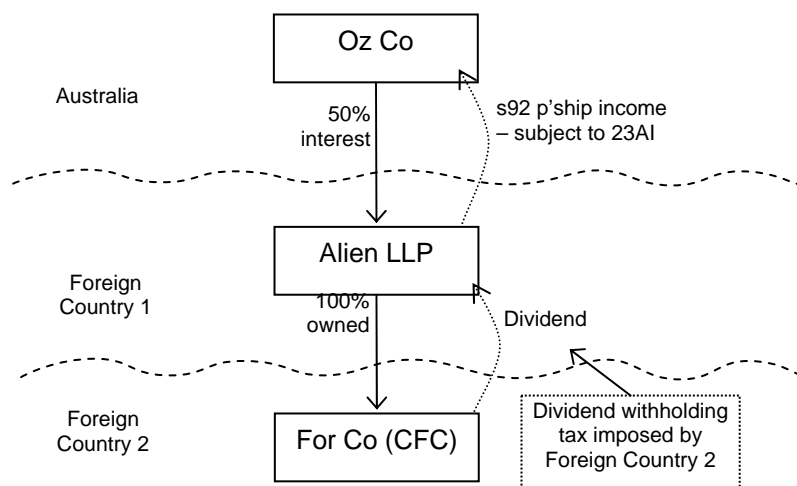 Oz Co
Australia
50%
interest
s92 p'ship income
– subject to 23AI
Alien LLP
Foreign
Country 1
100%
owned
Dividend
Foreign
Country 2
For Co (CFC)
Dividend withholding
tax imposed by
Foreign Country 2